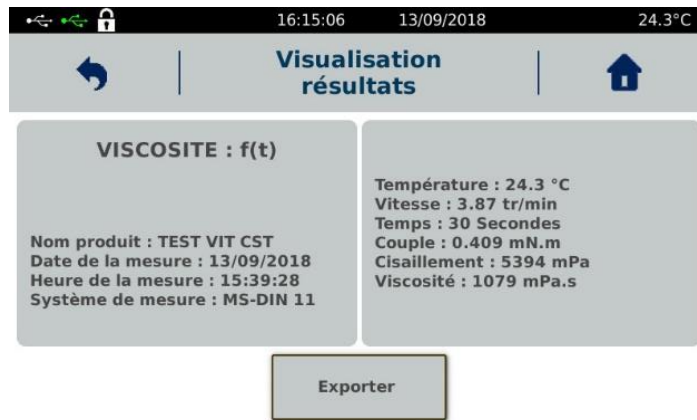 16:15:06 13/09/2018 24.3°C
Visualisation
résultats
VISCOSITE : f(t)
Nom produit : TEST VIT CST
Date de la mesure : 13/09/2018
Heure de la mesure : 15:39:28
Système de mesure : MS-DIN 11
Température : 24.3 °C
Vitesse : 3.87 tr/min
Temps : 30 Secondes
Couple : 0.409 mN.m
Cisaillement : 5394 mPa
Viscosité : 1079 mPa.s
Exporter